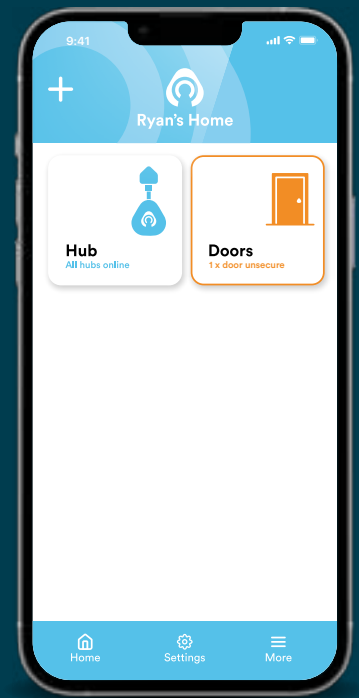 9:41
Ryan's Home
Hub
All hubs online
Doors
1 x door unsecure
Home
Settings
More